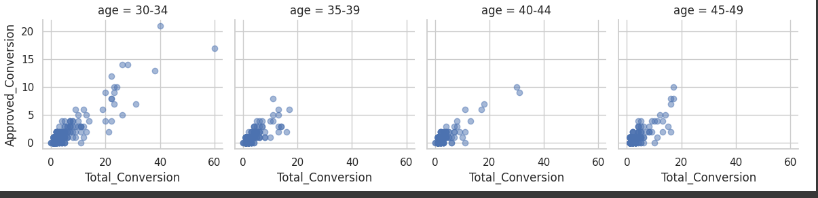 age = 30-34 age = 35-39 age = 40-44 age = 45-49
Approved_Conversion
20
15
10
5
0
0 20 40 60 0 20 40 60 0 20 40 60 0 20 40 60
Total_Conversion Total_Conversion Total_Conversion Total_Conversion